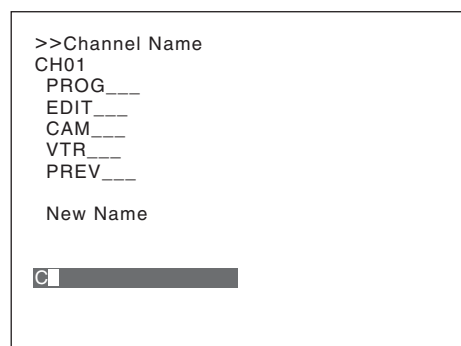 >>Channel Name
CH01
PROG___
EDIT___
CAM___
VTR___
PREV___
New Name
C